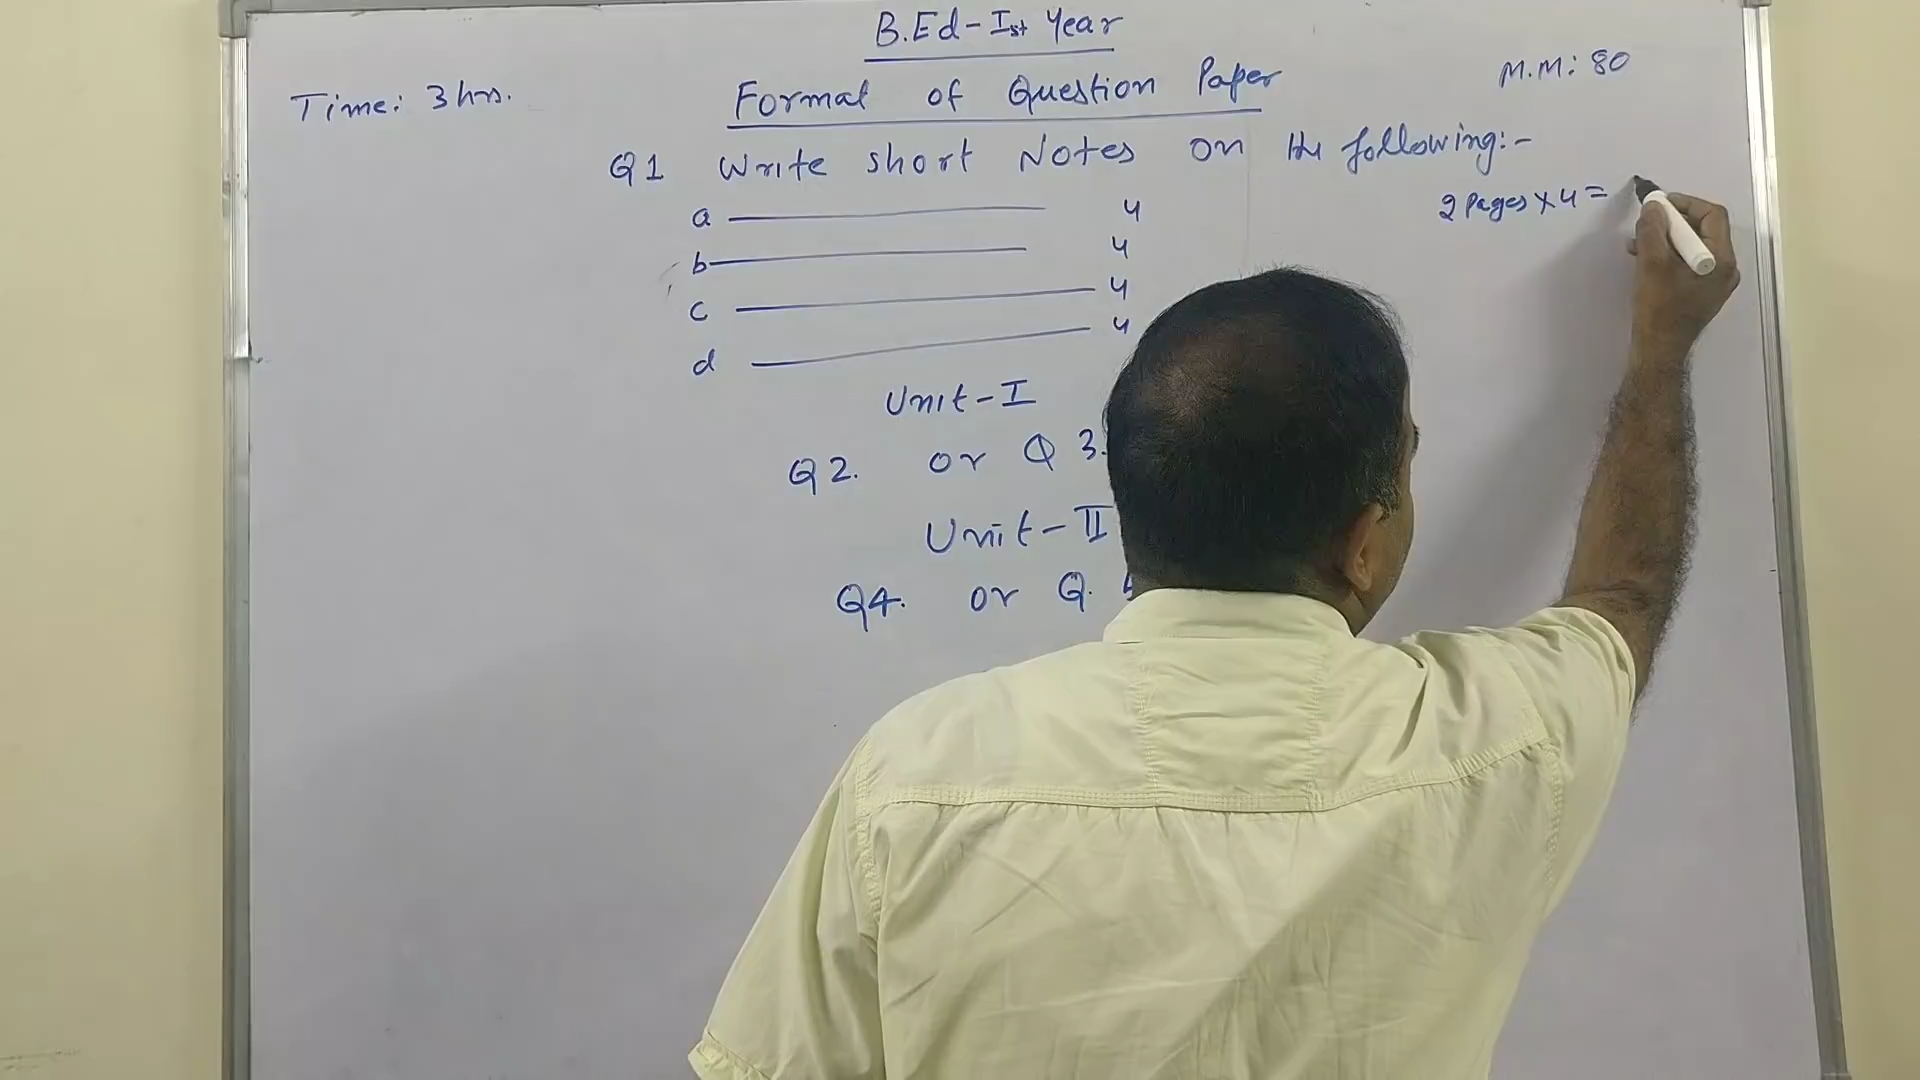 B.Ed - Ist Year
Time: 3 hrs.
Format of Question Paper
M.M: 80
Q1 Write short Notes on the following:-
2 Pages x 4 =
a 4
b 4
c 4
d 4
Unit - I
Q2. or Q 3.
Unit - II
Q4. or Q.